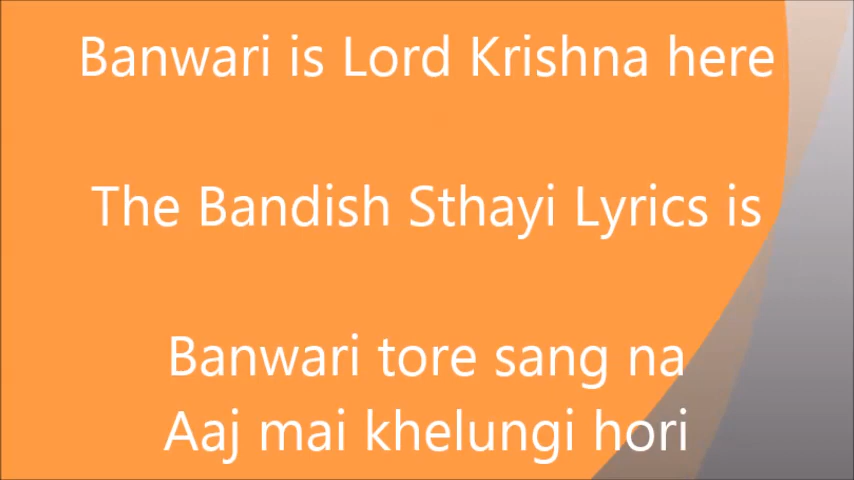 Banwari is Lord Krishna here
The Bandish Sthayi Lyrics is
Banwari tore sang na
Aaj mai khelungi hori